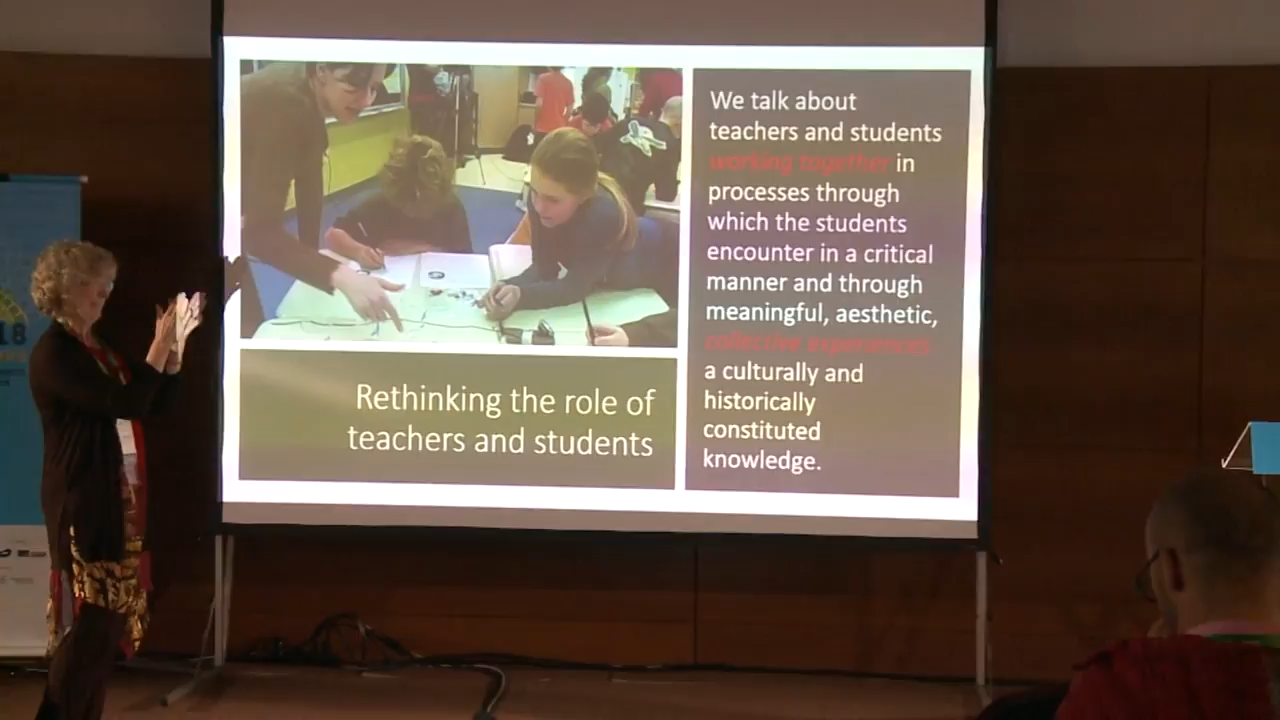 18
Rethinking the role of
teachers and students
We talk about
teachers and students
working together in
processes through
which the students
encounter in a critical
manner and through
meaningful, aesthetic,
collective experiences
a culturally and
historically
constituted
knowledge.